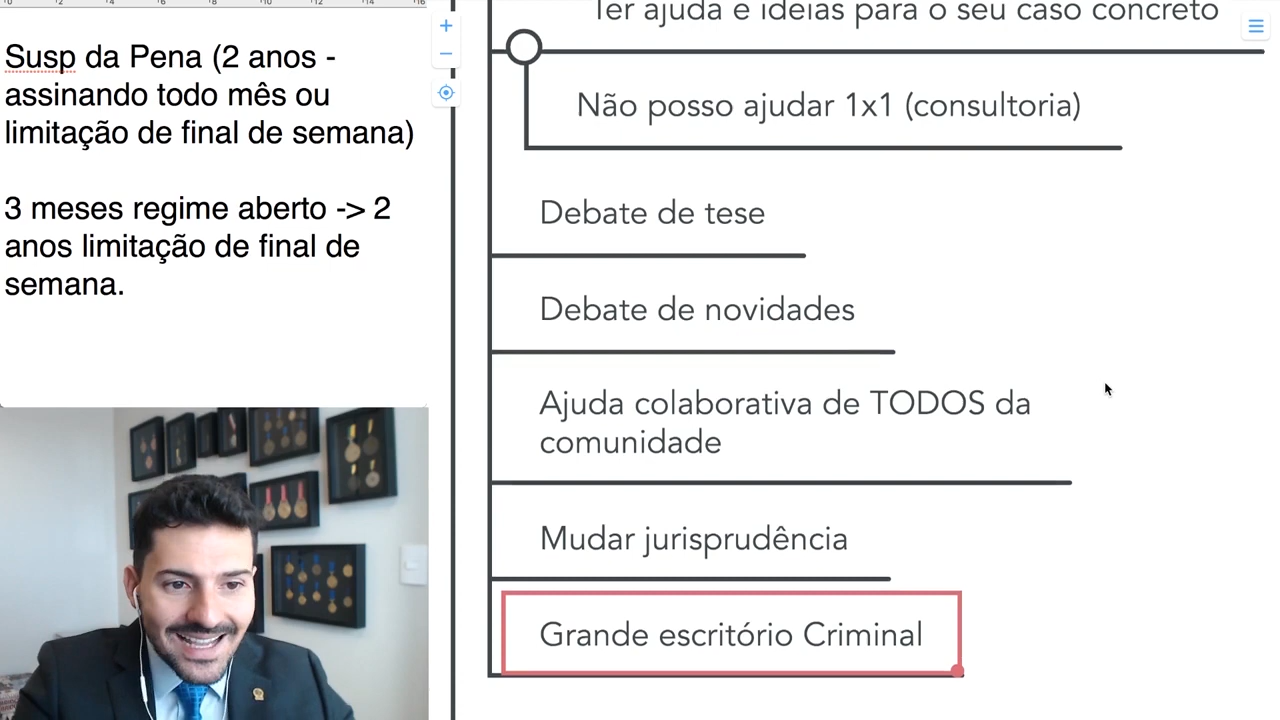 Susp da Pena (2 anos -
assinando todo mês ou
limitação de final de semana)
3 meses regime aberto -> 2
anos limitação de final de
semana.
Ter ajuda e ideias para o seu caso concreto
Não posso ajudar 1x1 (consultoria)
Debate de tese
Debate de novidades
Ajuda colaborativa de TODOS da
comunidade
Mudar jurisprudência
Grande escritório Criminal